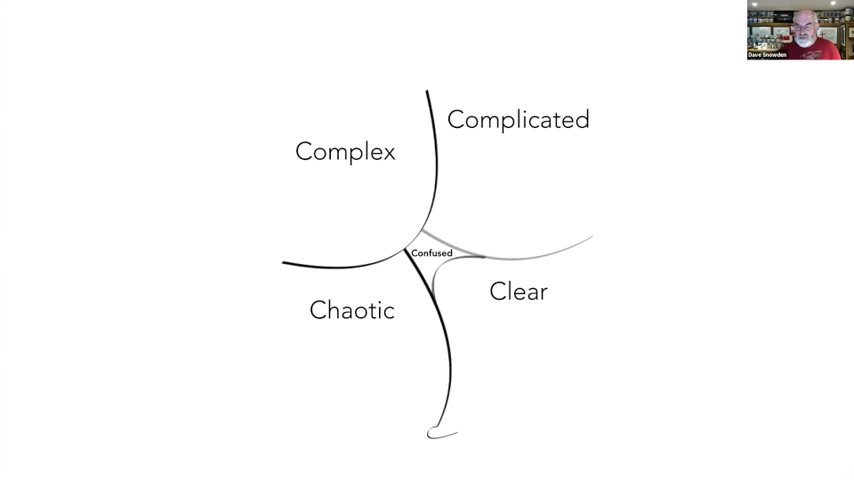 Dave Snowden
Complicated
Complex
Confused
Clear
Chaotic